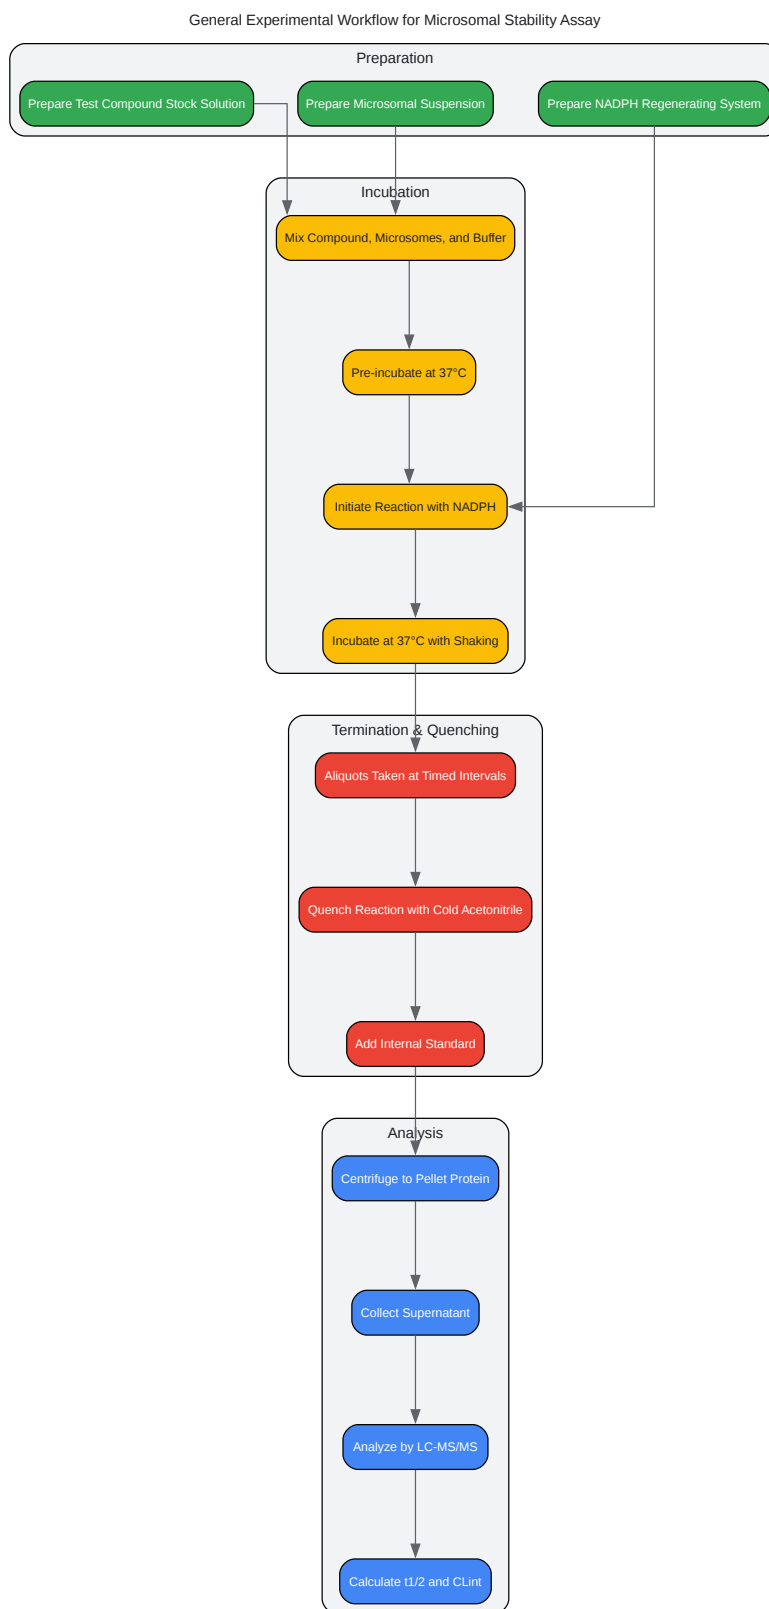 General Experimental Workflow for Microsomal Stability Assay
Preparation
Prepare Test Compound Stock Solution
Prepare Microsomal Suspension
Prepare NADPH Regenerating System
Incubation
Mix Compound, Microsomes, and Buffer
Pre-incubate at 37°C
Initiate Reaction with NADPH
Incubate at 37°C with Shaking
Termination & Quenching
Aliquots Taken at Timed Intervals
Quench Reaction with Cold Acetonitrile
Add Internal Standard
Analysis
Centrifuge to Pellet Protein
Collect Supernatant
Analyze by LC-MS/MS
Calculate t1/2 and CLint